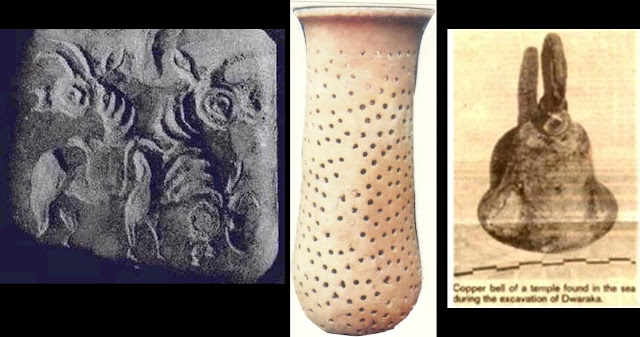 Copper bell of a temple found in the sea
during the excavation of Dwaraka.